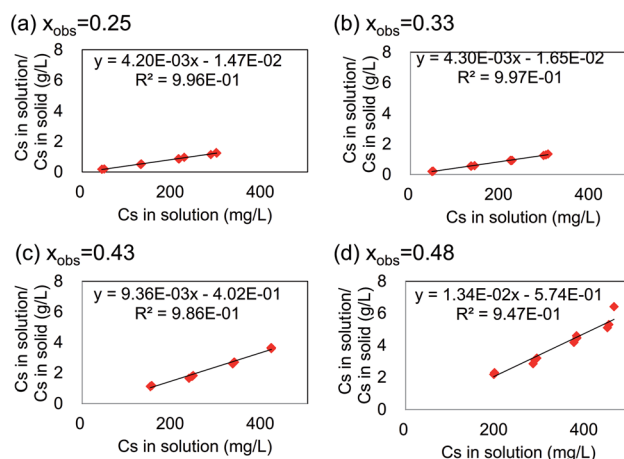 (a) xobs=0.25
y = 4.20E-03x - 1.47E-02
R² = 9.96E-01
Cs in solution/
Cs in solid (g/L)
8
6
4
2
0
0
200
400
Cs in solution (mg/L)
(b) xobs=0.33
y = 4.30E-03x - 1.65E-02
R² = 9.97E-01
Cs in solution/
Cs in solid (g/L)
8
6
4
2
0
0
200
400
Cs in solution (mg/L)
(c) xobs=0.43
y = 9.36E-03x - 4.02E-01
R² = 9.86E-01
Cs in solution/
Cs in solid (g/L)
8
6
4
2
0
0
200
400
Cs in solution (mg/L)
(d) xobs=0.48
y = 1.34E-02x - 5.74E-01
R² = 9.47E-01
Cs in solution/
Cs in solid (g/L)
8
6
4
2
0
0
200
400
Cs in solution (mg/L)